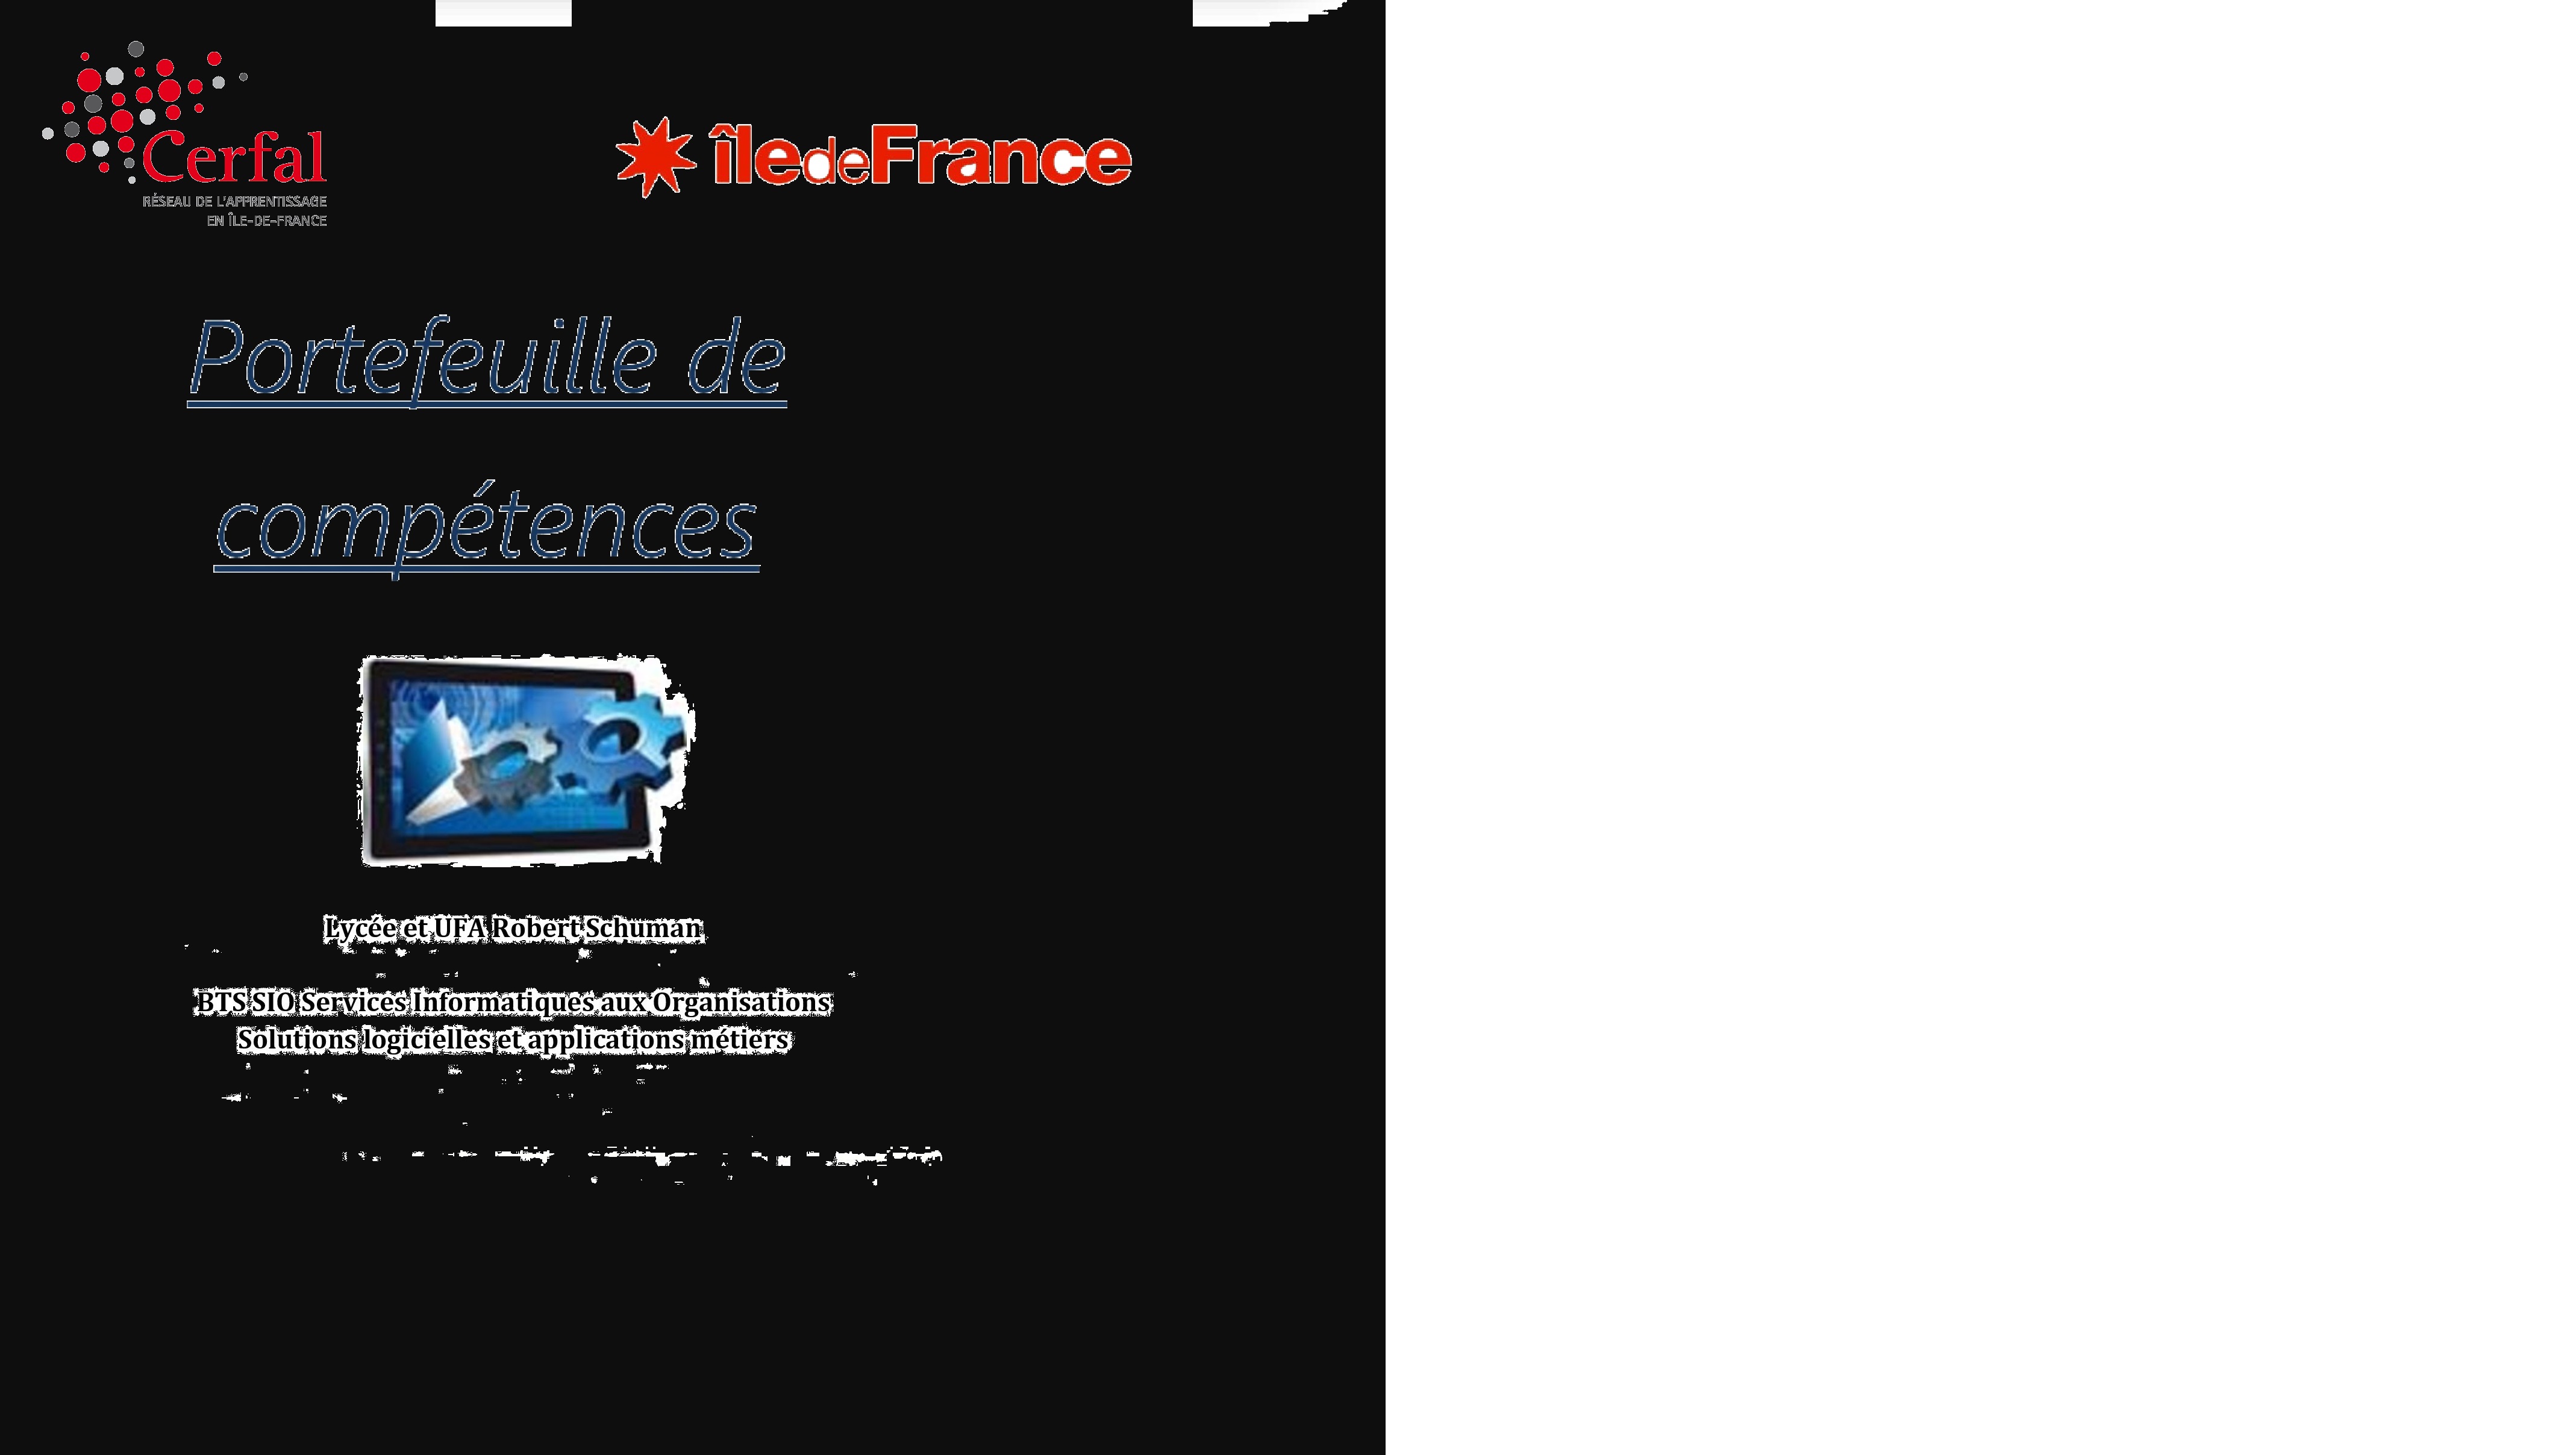 Cerfal
RÉSEAU DE L'APPRENTISSAGE
EN ÎLE-DE-FRANCE
îledeFrance
Portefeuille de
compétences
Lycée et UFA Robert Schuman
BTS SIO Services Informatiques aux Organisations
Solutions logicielles et applications métiers